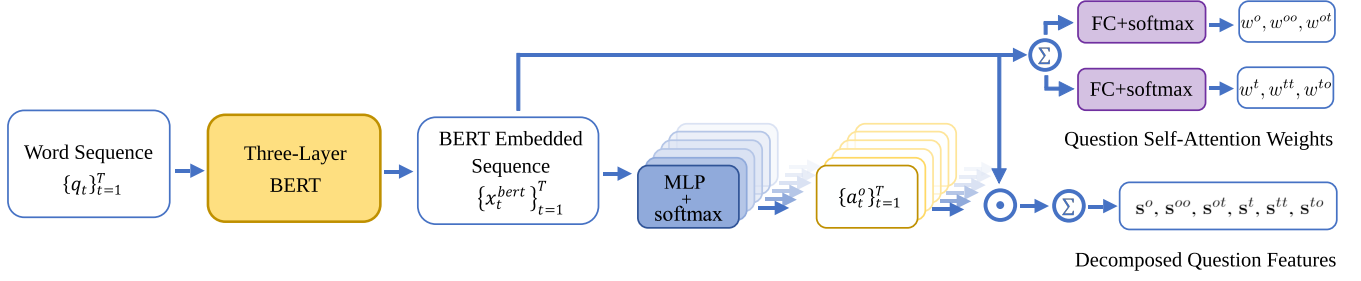 Word Sequence
{q_t}_{t=1}^T
Three-Layer
BERT
BERT Embedded
Sequence
{x_t^{bert}}_{t=1}^T
MLP
+
softmax
{a_t^o}_{t=1}^T
Σ
FC+softmax
w^o, w^{oo}, w^{ot}
FC+softmax
w^t, w^{tt}, w^{to}
Question Self-Attention Weights
Σ
s^o, s^{oo}, s^{ot}, s^t, s^{tt}, s^{to}
Decomposed Question Features